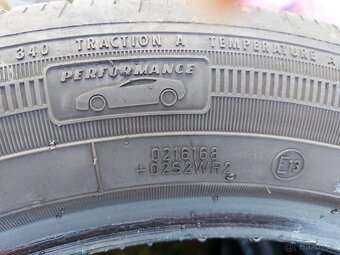 340 TRACTION A TEMPERATURE A
PERFORMANCE
0216168
+02S2WR2
E13